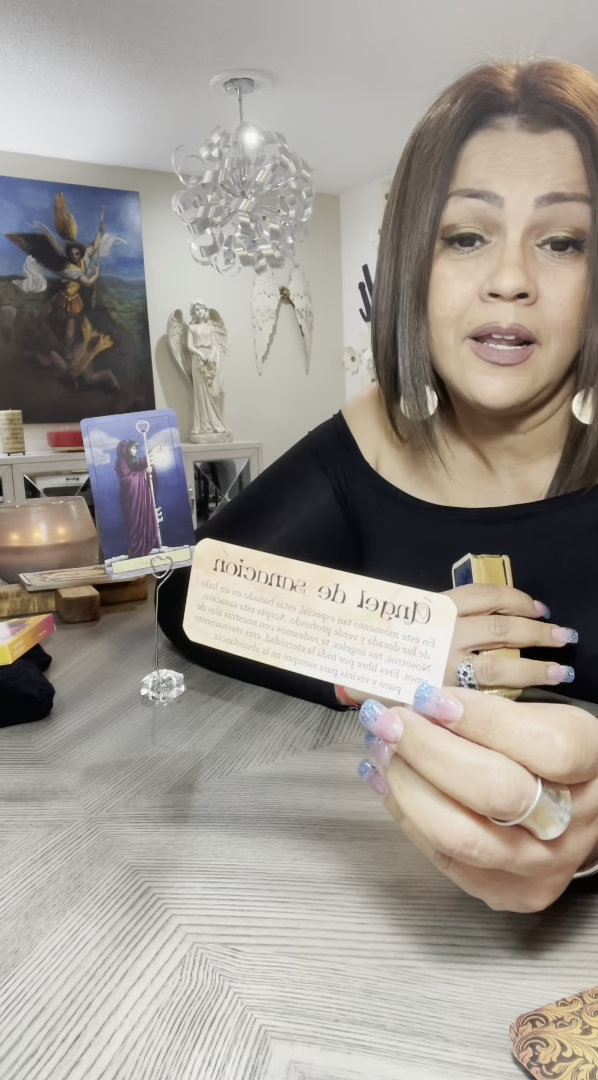 Ángel de sanación
En este momento tan especial, estás bañado en un halo
de luz dorada y verde profundo. Acepta esta sanación.
Nosotros, tus ángeles, te rodeamos con nuestras alas de
amor. Eres libre por toda la eternidad, eres eternamente
puro y vivirás para siempre en la abundancia.